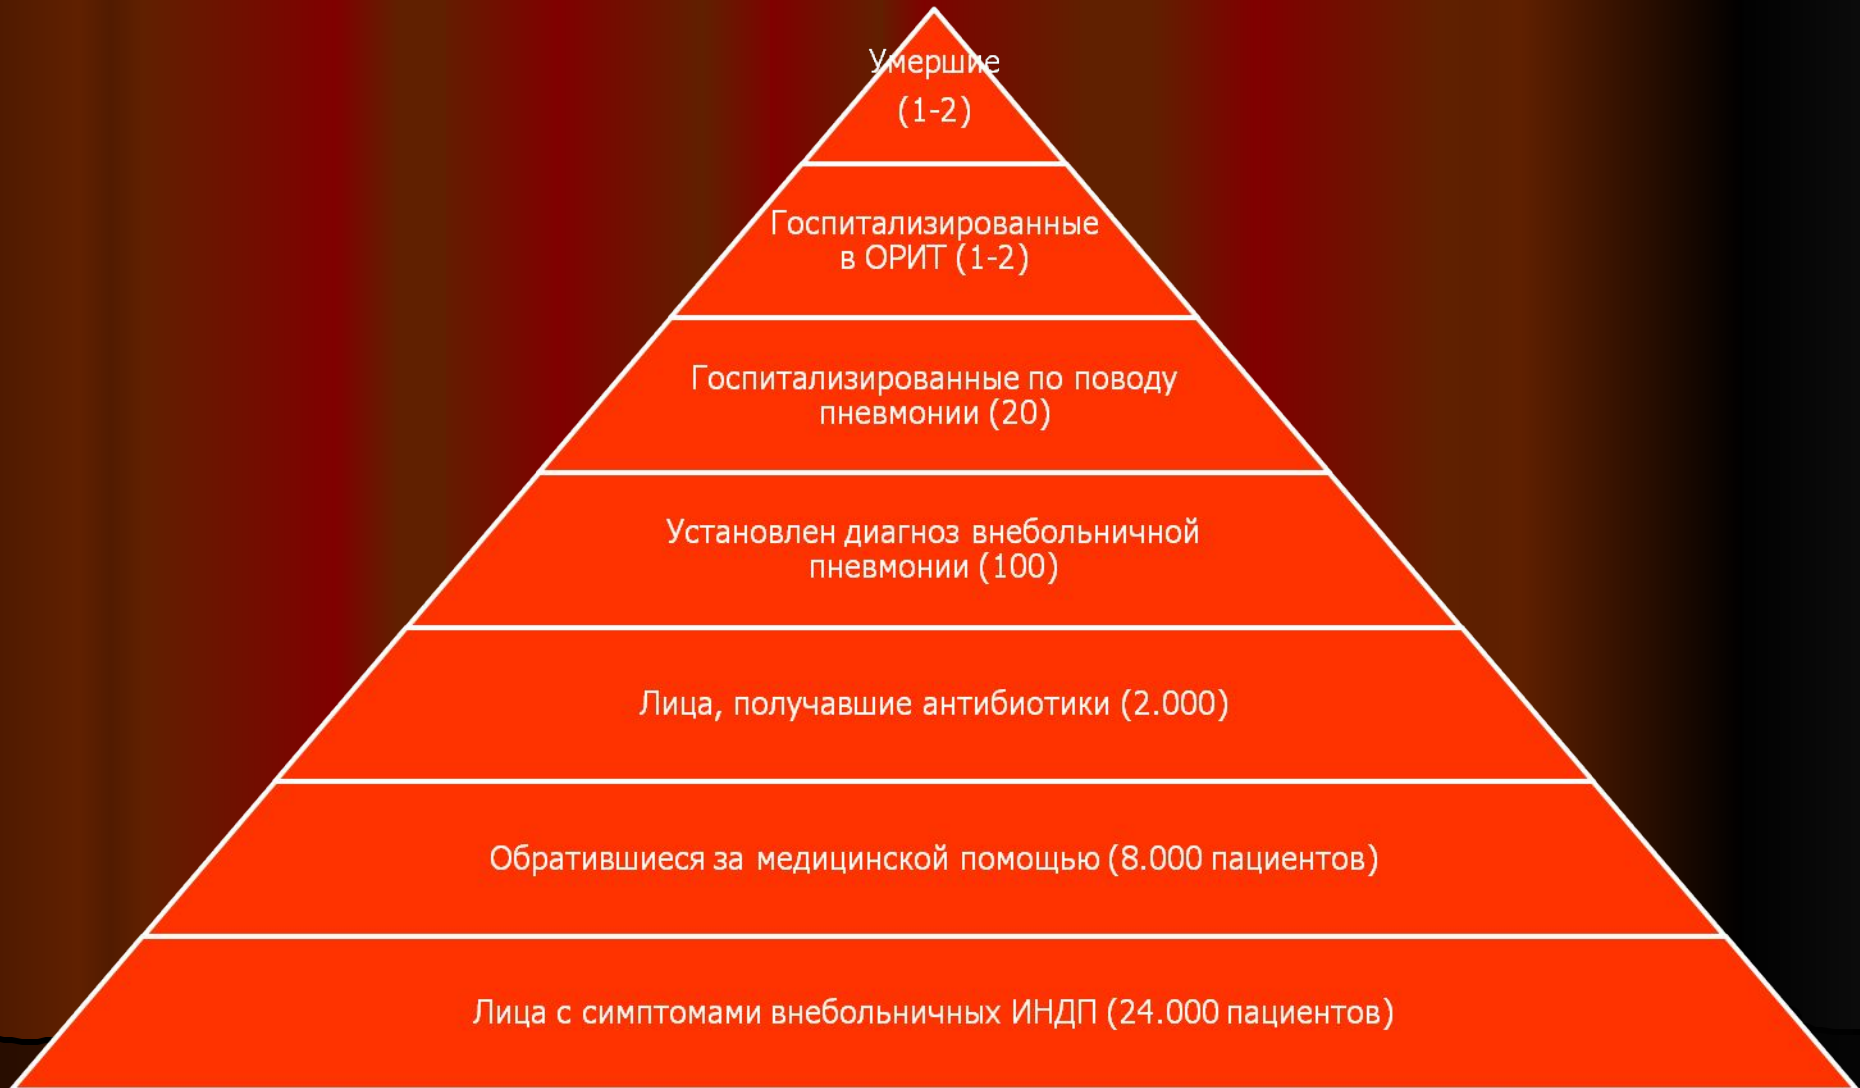 Умершие
(1-2)
Госпитализированные
в ОРИТ (1-2)
Госпитализированные по поводу
пневмонии (20)
Установлен диагноз внебольничной
пневмонии (100)
Лица, получавшие антибиотики (2.000)
Обратившиеся за медицинской помощью (8.000 пациентов)
Лица с симптомами внебольничных ИНДП (24.000 пациентов)